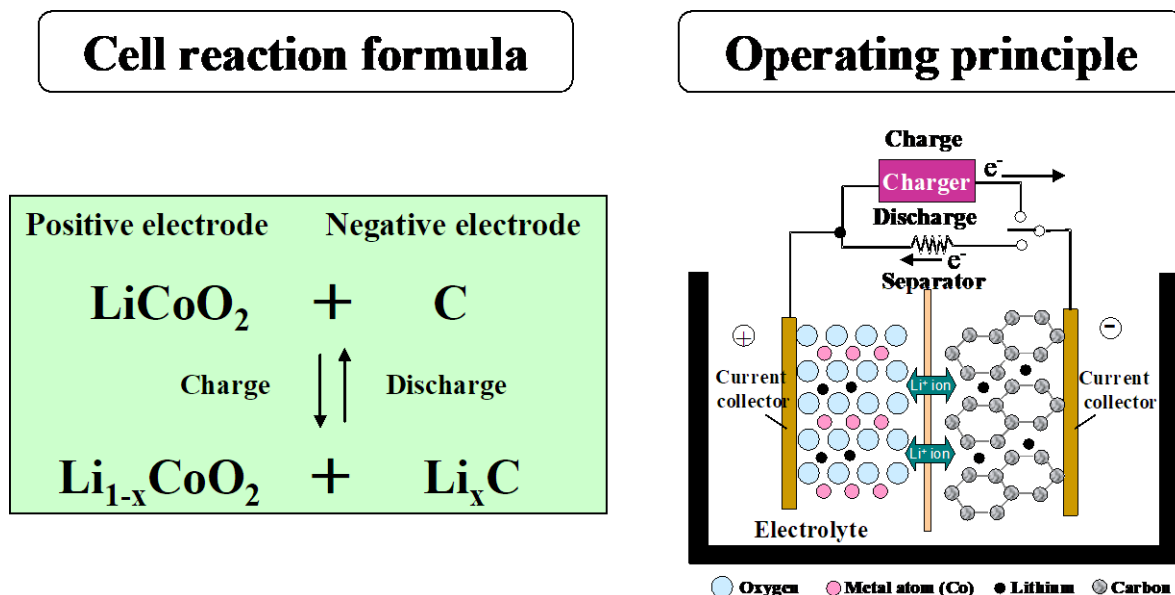 Cell reaction formula
Operating principle
Positive electrode Negative electrode
LiCoO₂ + C
Charge Discharge
Li₁₋ₓCoO₂ + LiₓC
Charge
e⁻
Charger
Discharge
e⁻
Separator
+
-
Current
collector
Li⁺ ion
Current
collector
Li⁺ ion
Electrolyte
Oxygen Metal atom (Co) Lithium Carbon